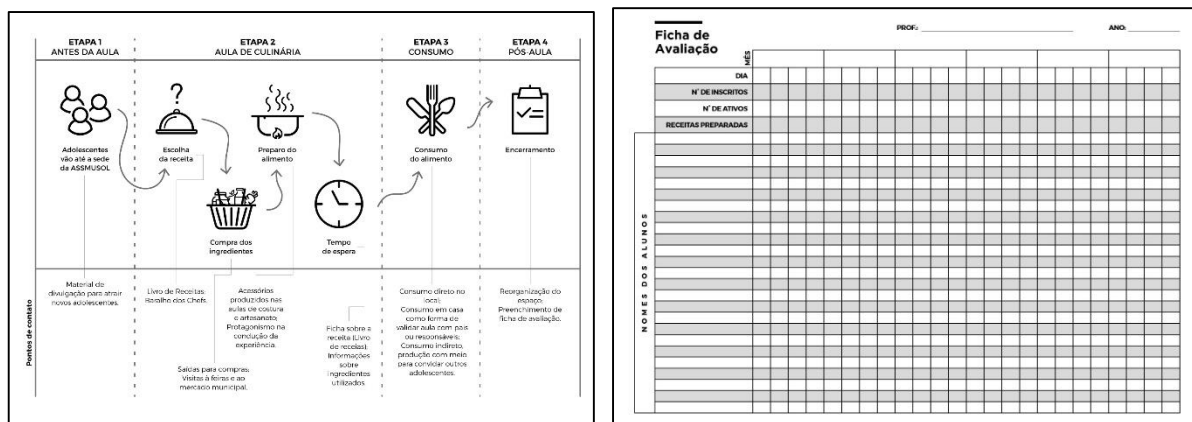 ETAPA 1
ANTES DA AULA
ETAPA 2
AULA DE CULINÁRIA
ETAPA 3
CONSUMO
ETAPA 4
PÓS-AULA
Adolescentes
vão até a sede
da ASSMUSOL
?
Escolha
da receita
Preparo do
alimento
Consumo
do alimento
Encerramento
Compra dos
ingredientes
Tempo
de espera
Pontos de contato
Material de
divulgação para atrair
novos adolescentes.
Livro de Receitas;
Baralho dos Chefs.
Saídas para compras;
Visitas à feiras e ao
mercado municipal.
Acessórios
produzidos nas
aulas de costura
e artesanato;
Protagonismo na
condução da
experiência.
Ficha sobre a
receita (Livro
de receias);
Informações
sobre
ingredientes
utilizados
Consumo direto no
local;
Consumo em casa
como forma de
validar aula com pais
ou responsáveis;
Consumo indireto,
produção com meio
para convidar outros
adolescentes.
Reorganização do
espaço;
Preenchimento de
ficha de avaliação.
Ficha de
Avaliação
PROF.:
ANO:
MÊS
DIA
N° DE INSCRITOS
N° DE ATIVOS
RECEITAS PREPARADAS
NOMES DOS ALUNOS